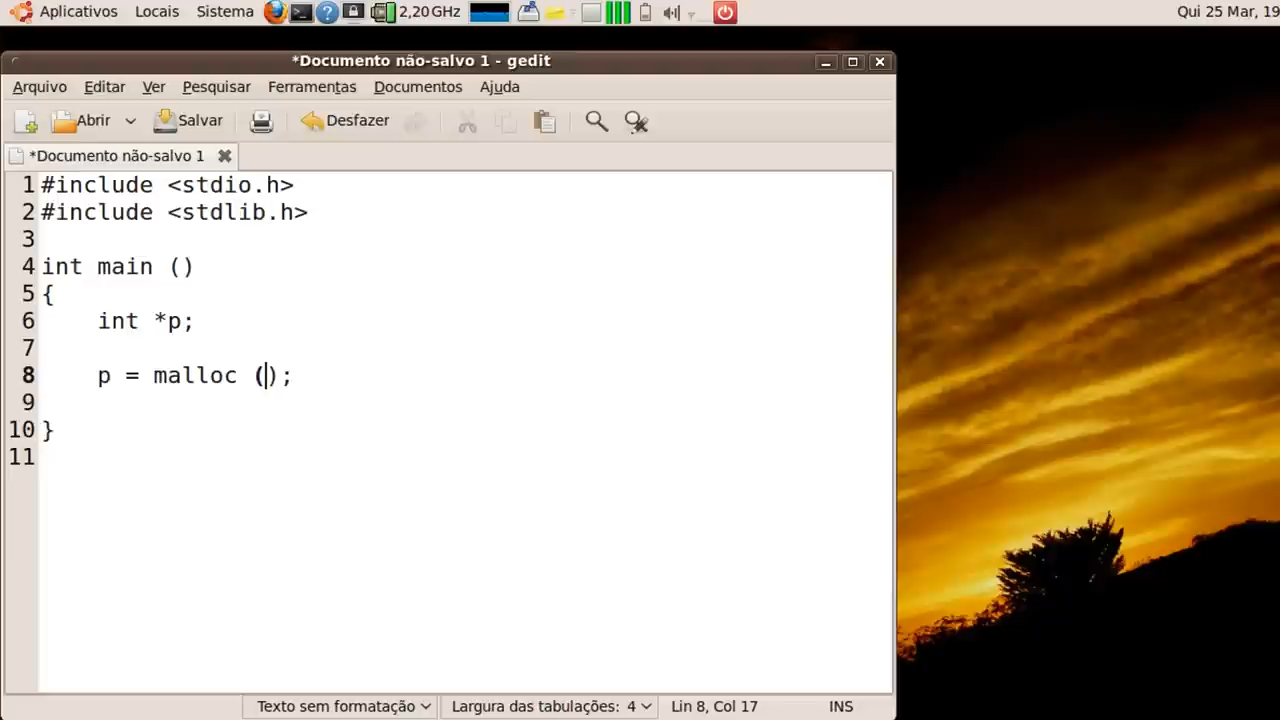 Aplicativos Locais Sistema 2,20 GHz Qui 25 Mar, 19
*Documento não-salvo 1 - gedit
Arquivo Editar Ver Pesquisar Ferramentas Documentos Ajuda
Abrir Salvar Desfazer
*Documento não-salvo 1
1 #include <stdio.h>
2 #include <stdlib.h>
3
4 int main ()
5 {
6     int *p;
7
8     p = malloc ();
9
10 }
11
Texto sem formatação Largura das tabulações: 4 Lin 8, Col 17 INS